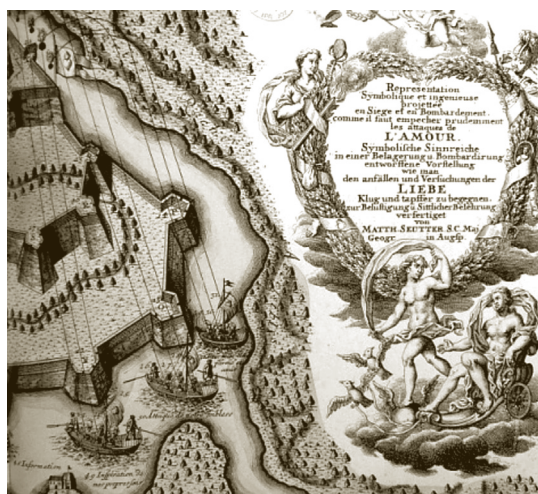 Representation
Symbolique et ingenieuse
projettée
en Siege et en Bombardement.
comme il faut empecher prudemment
les attaques de
L'AMOUR.
Symbolische Sinnreiche
in einer Belagerung u Bombardirung
entworffene Vorstellung
wie man
den anfällen und Versuchungen der
LIEBE
Klug und tapffer zu begegnen.
zur Belustigung u Sittlicher Belehrung
verfertiget
von
MATTH. SEUTTER S.C. Maj
Geogr. in Augsp.
Information